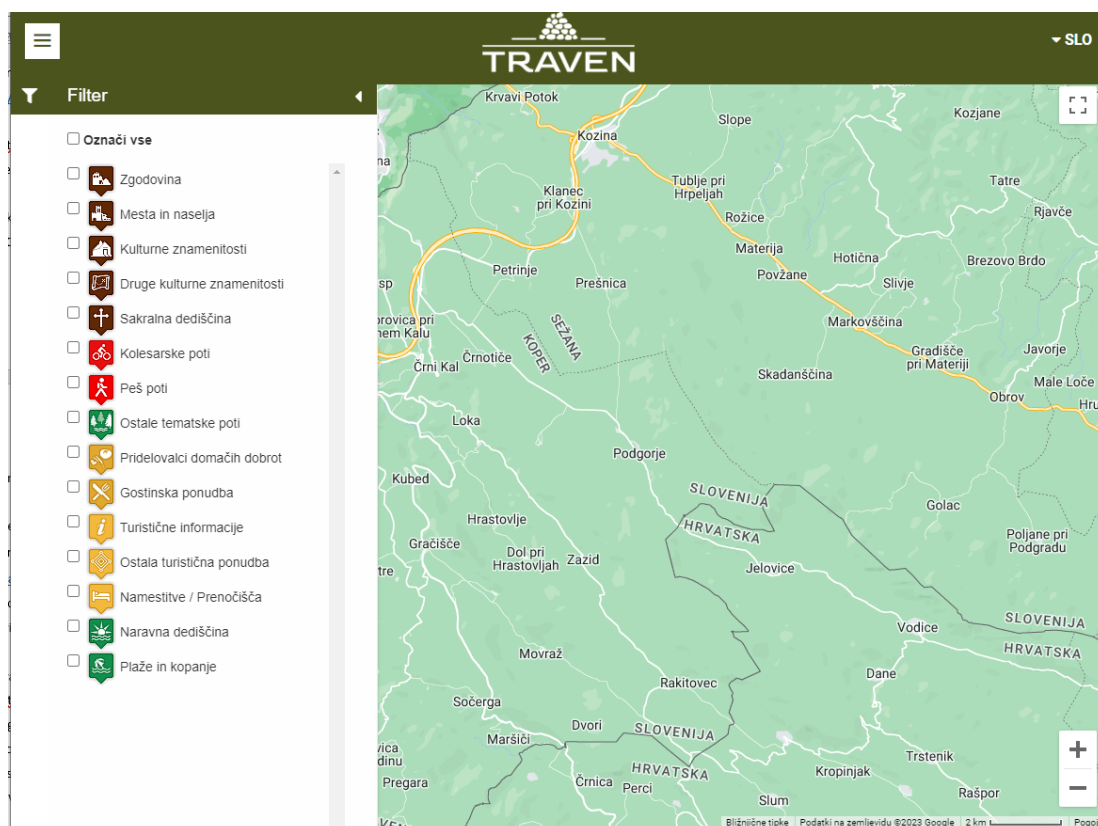 TRAVEN
SLO
Filter
Označi vse
Zgodovina
Mesta in naselja
Kulturne znamenitosti
Druge kulturne znamenitosti
Sakralna dediščina
Kolesarske poti
Peš poti
Ostale tematske poti
Pridelovalci domačih dobrot
Gostinska ponudba
Turistične informacije
Ostala turistična ponudba
Namestitve / Prenočišča
Naravna dediščina
Plaže in kopanje
Krvavi Potok
Kozina
Slope
Kozjane
Klanec
pri Kozini
Tublje pri
Hrpeljah
Tatre
Rožice
Rjavče
Materija
Hotična
Brezovo Brdo
Petrinje
Prešnica
Povžane
Slivje
SEŽANA
KOPER
Markovščina
Črni Kal
Črnotiče
Gradišče
pri Materiji
Javorje
Skadanščina
Male Loče
Obrov
Loka
Podgorje
Kubed
SLOVENIJA
HRVATSKA
Golac
Hrastovlje
Poljane pri
Podgradu
Gračišče
Dol pri
Hrastovljah
Zazid
Jelovice
Vodice
SLOVENIJA
HRVATSKA
Movraž
Dane
Rakitovec
Sočerga
Dvori
SLOVENIJA
Maršiči
HRVATSKA
Trstenik
Pregara
Črnica
Perci
Kropinjak
Slum
Rašpor
Bližnjične tipke
Podatki na zemljevidu ©2023 Google
2 km